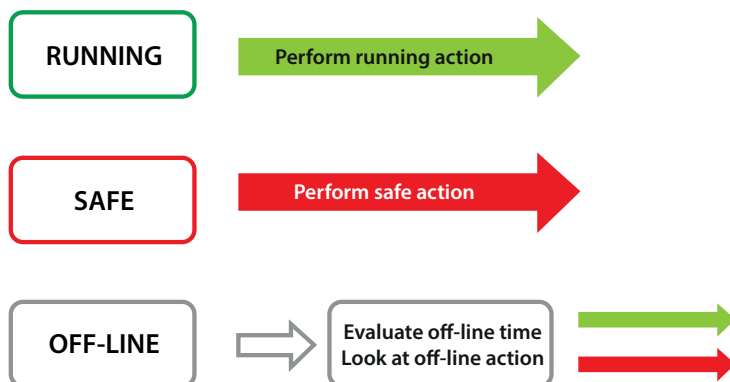 RUNNING
Perform running action
SAFE
Perform safe action
OFF-LINE
Evaluate off-line time
Look at off-line action